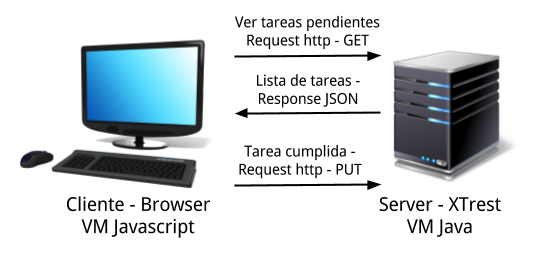 Ver tareas pendientes
Request http - GET
Lista de tareas -
Response JSON
Tarea cumplida -
Request http - PUT
Cliente - Browser
VM Javascript
Server - XTrest
VM Java